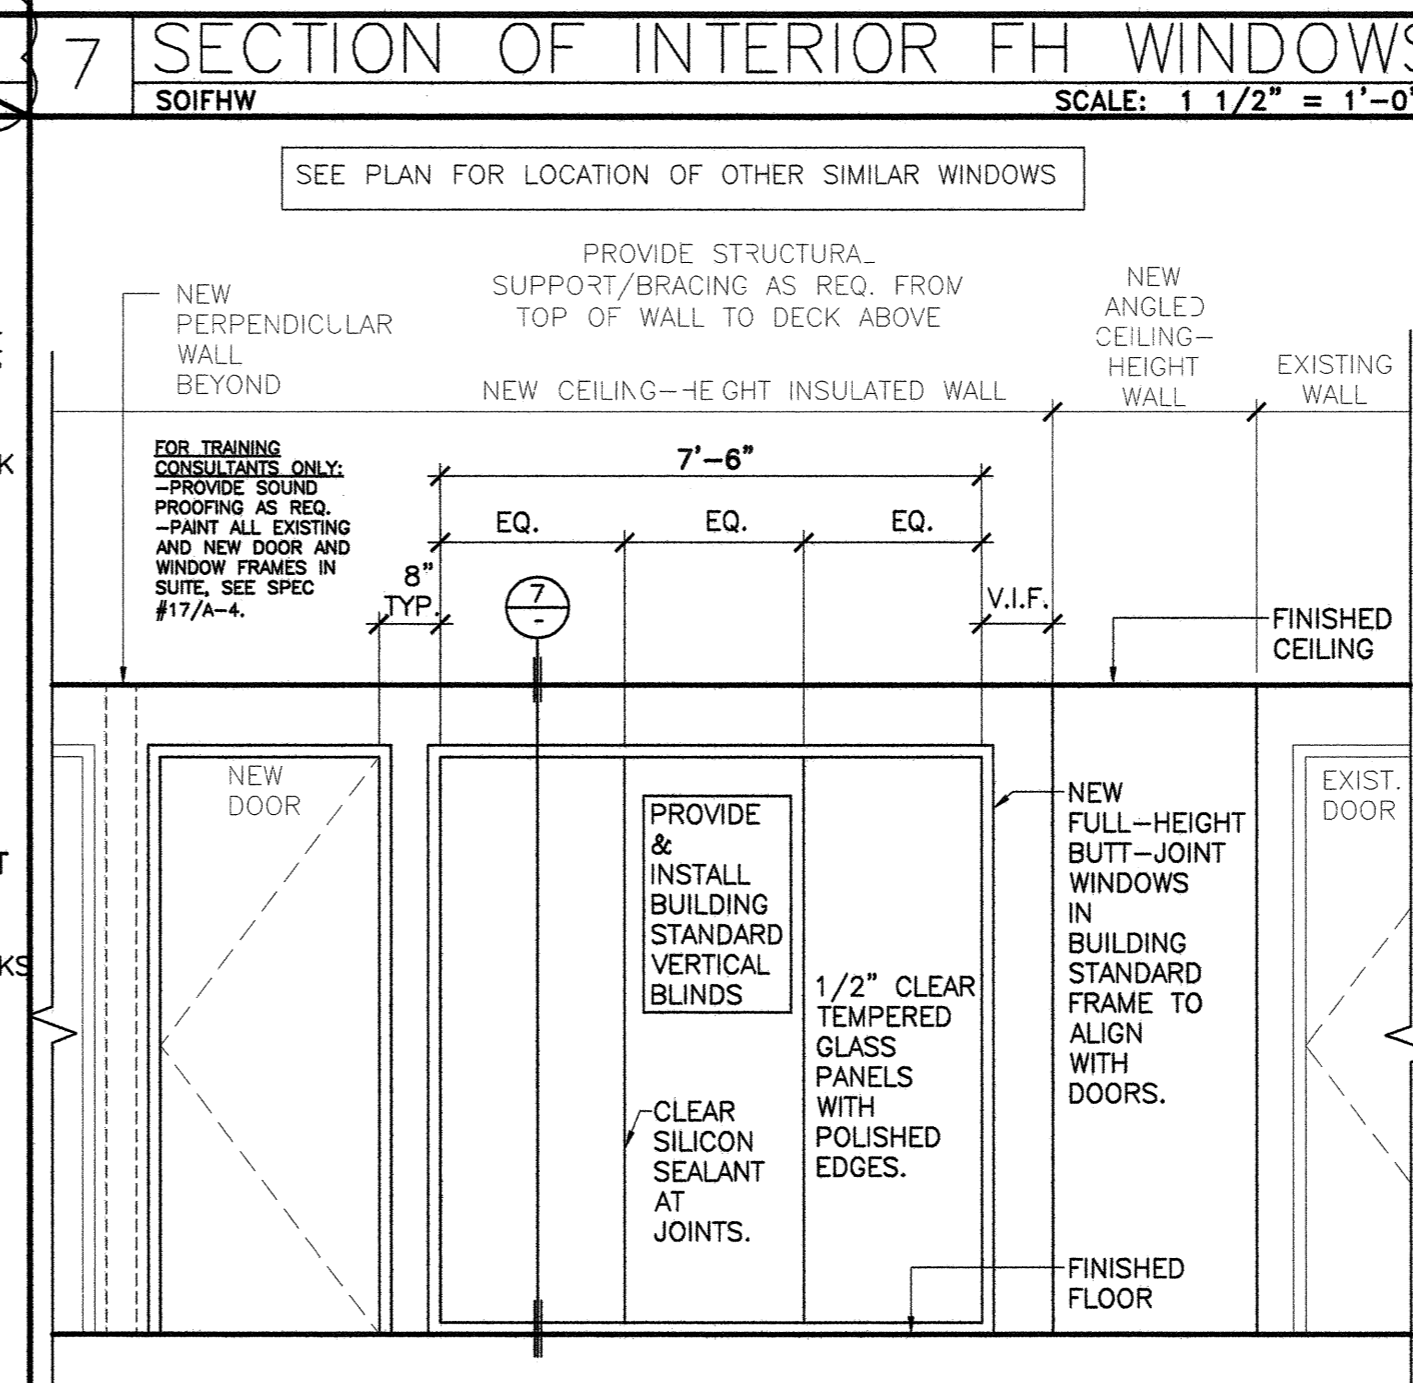 7
SECTION OF INTERIOR FH WINDOWS
SOIFHW
SCALE: 1 1/2" = 1'-0"
SEE PLAN FOR LOCATION OF OTHER SIMILAR WINDOWS
PROVIDE STRUCTURAL
SUPPORT/BRACING AS REQ. FROM
TOP OF WALL TO DECK ABOVE
NEW
PERPENDICULAR
WALL
BEYOND
NEW
ANGLED
CEILING-
HEIGHT
WALL
EXISTING
WALL
NEW CEILING-HEIGHT INSULATED WALL
FOR TRAINING
CONSULTANTS ONLY:
-PROVIDE SOUND
PROOFING AS REQ.
-PAINT ALL EXISTING
AND NEW DOOR AND
WINDOW FRAMES IN
SUITE, SEE SPEC
#17/A-4.
7'-6"
EQ.
EQ.
EQ.
8"
TYP.
7
-
V.I.F.
FINISHED
CEILING
NEW
DOOR
PROVIDE
&
INSTALL
BUILDING
STANDARD
VERTICAL
BLINDS
1/2" CLEAR
TEMPERED
GLASS
PANELS
WITH
POLISHED
EDGES.
CLEAR
SILICON
SEALANT
AT
JOINTS.
NEW
FULL-HEIGHT
BUTT-JOINT
WINDOWS
IN
BUILDING
STANDARD
FRAME TO
ALIGN
WITH
DOORS.
EXIST.
DOOR
FINISHED
FLOOR
K
T
KS